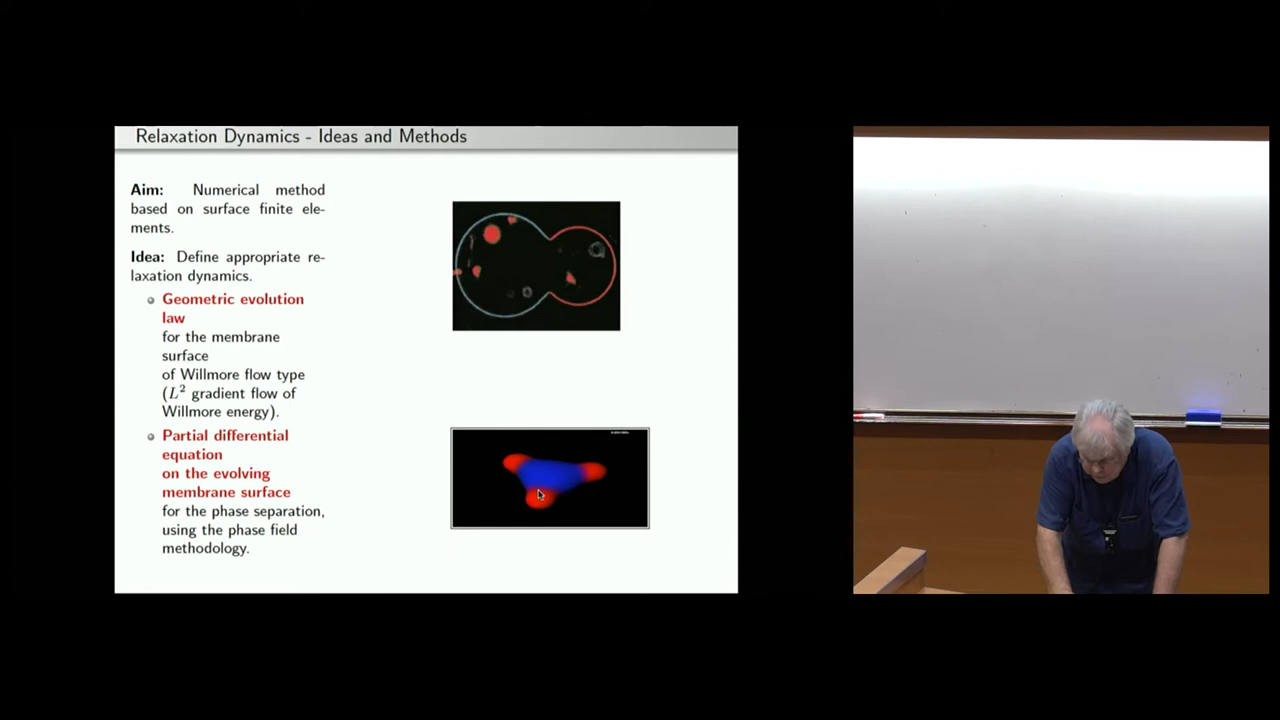 Relaxation Dynamics - Ideas and Methods
Aim: Numerical method
based on surface finite ele-
ments.
Idea: Define appropriate re-
laxation dynamics.
Geometric evolution
law
for the membrane
surface
of Willmore flow type
(L² gradient flow of
Willmore energy).
Partial differential
equation
on the evolving
membrane surface
for the phase separation,
using the phase field
methodology.